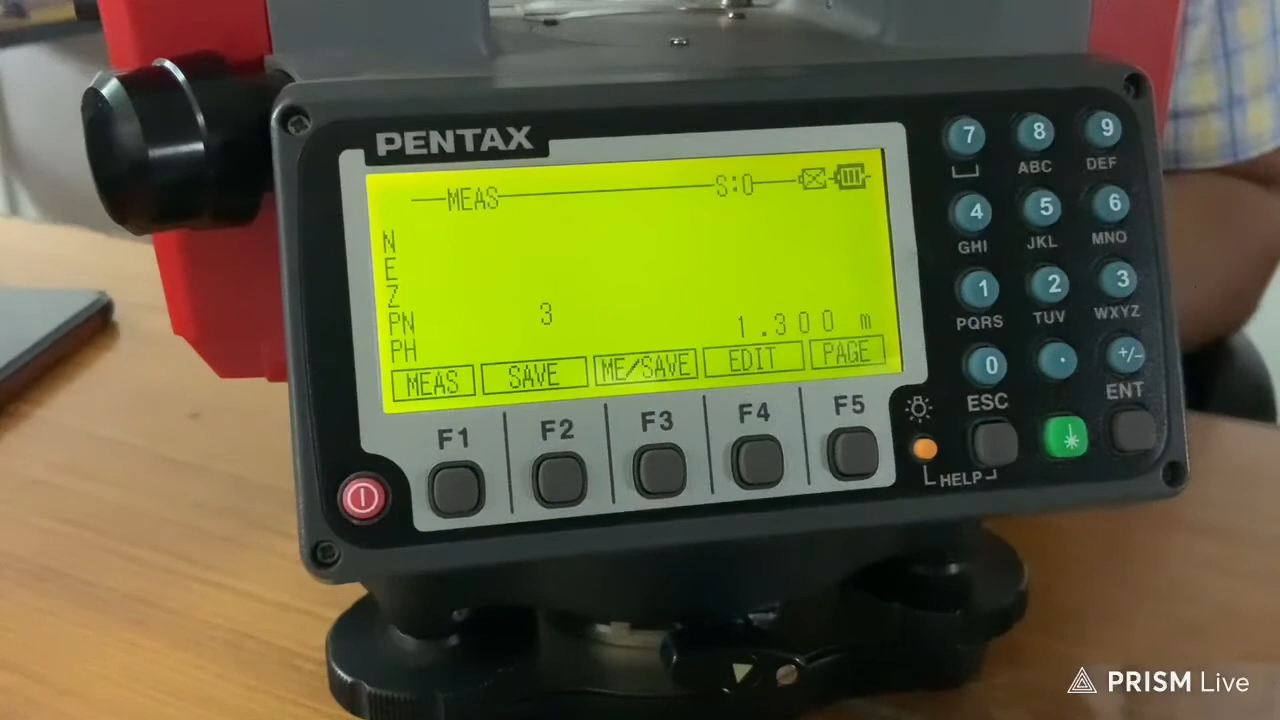 PENTAX
MEAS S:0
N
E
Z
PN 3
PH 1.300 m
MEAS SAVE ME/SAVE EDIT PAGE
F1 F2 F3 F4 F5
7 8 9
ABC DEF
4 5 6
GHI JKL MNO
1 2 3
PQRS TUV WXYZ
0 . +/-
ESC ENT
HELP
PRISM Live